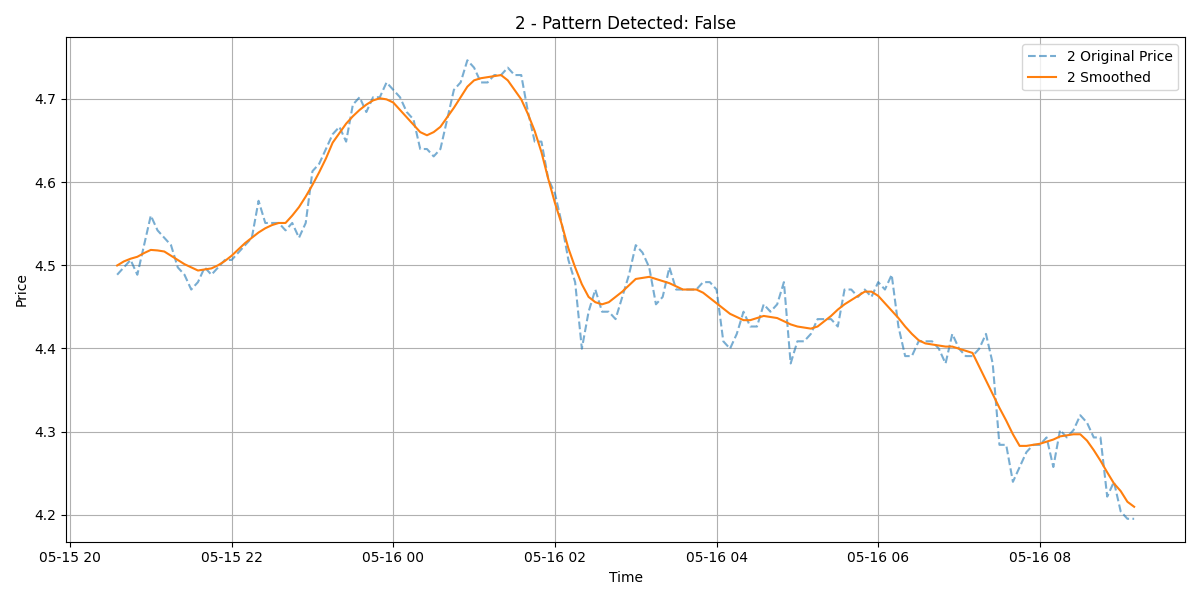 2 - Pattern Detected: False
2 Original Price
2 Smoothed
Price
4.7
4.6
4.5
4.4
4.3
4.2
05-15 20 05-15 22 05-16 00 05-16 02 05-16 04 05-16 06 05-16 08
Time